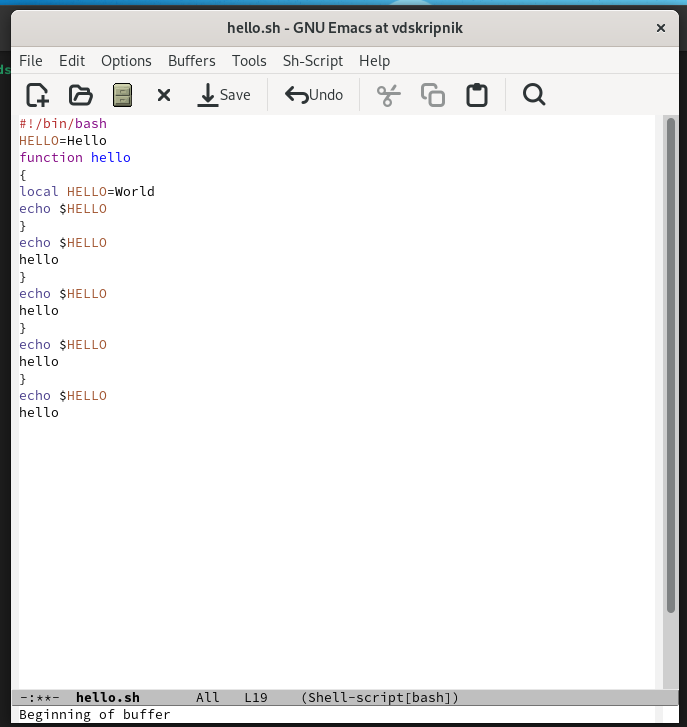 hello.sh - GNU Emacs at vdskripnik
File Edit Options Buffers Tools Sh-Script Help
Save Undo
#!/bin/bash
HELLO=Hello
function hello
{
local HELLO=World
echo $HELLO
}
echo $HELLO
hello
}
echo $HELLO
hello
}
echo $HELLO
hello
}
echo $HELLO
hello
-:**- hello.sh All L19 (Shell-script[bash])
Beginning of buffer